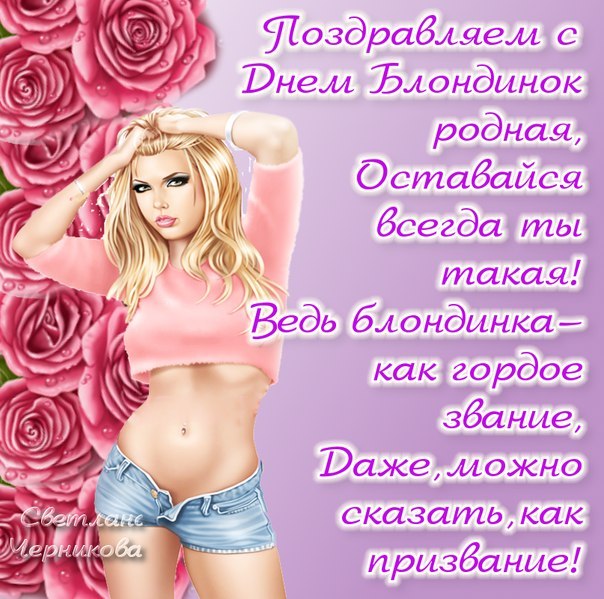 Поздравляем с
Днем Блондинок
родная,
Оставайся
всегда ты
такая!
Ведь блондинка–
как гордое
звание,
Даже,можно
сказать,как
призвание!
Светлана
Черникова